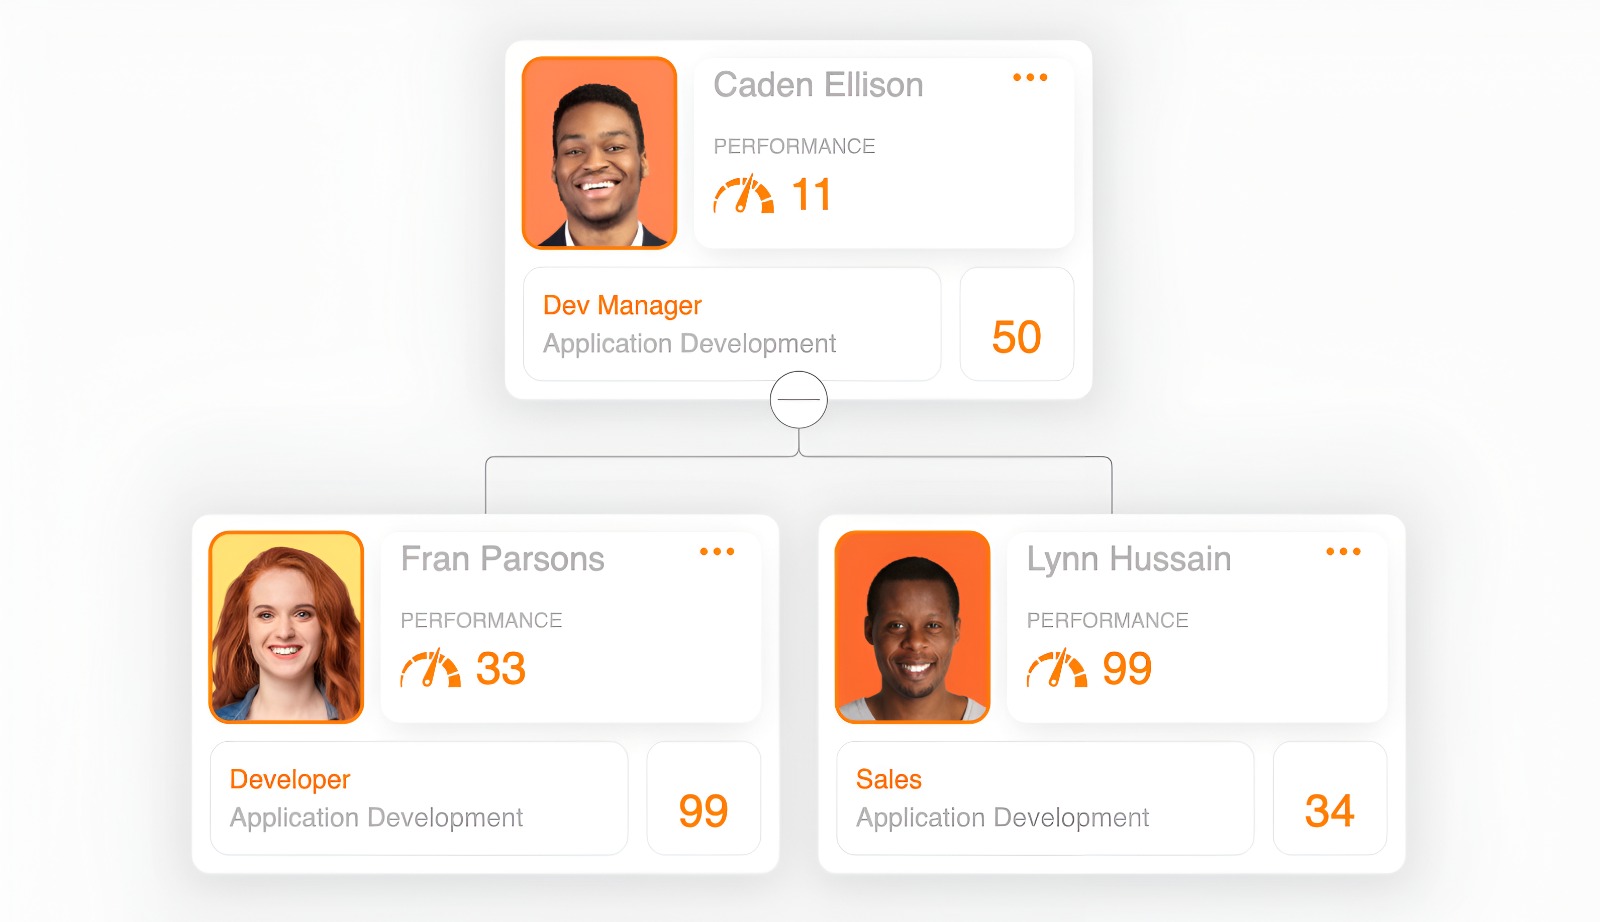 Caden Ellison
PERFORMANCE
11
Dev Manager
Application Development
50
Fran Parsons
PERFORMANCE
33
Developer
Application Development
99
Lynn Hussain
PERFORMANCE
99
Sales
Application Development
34